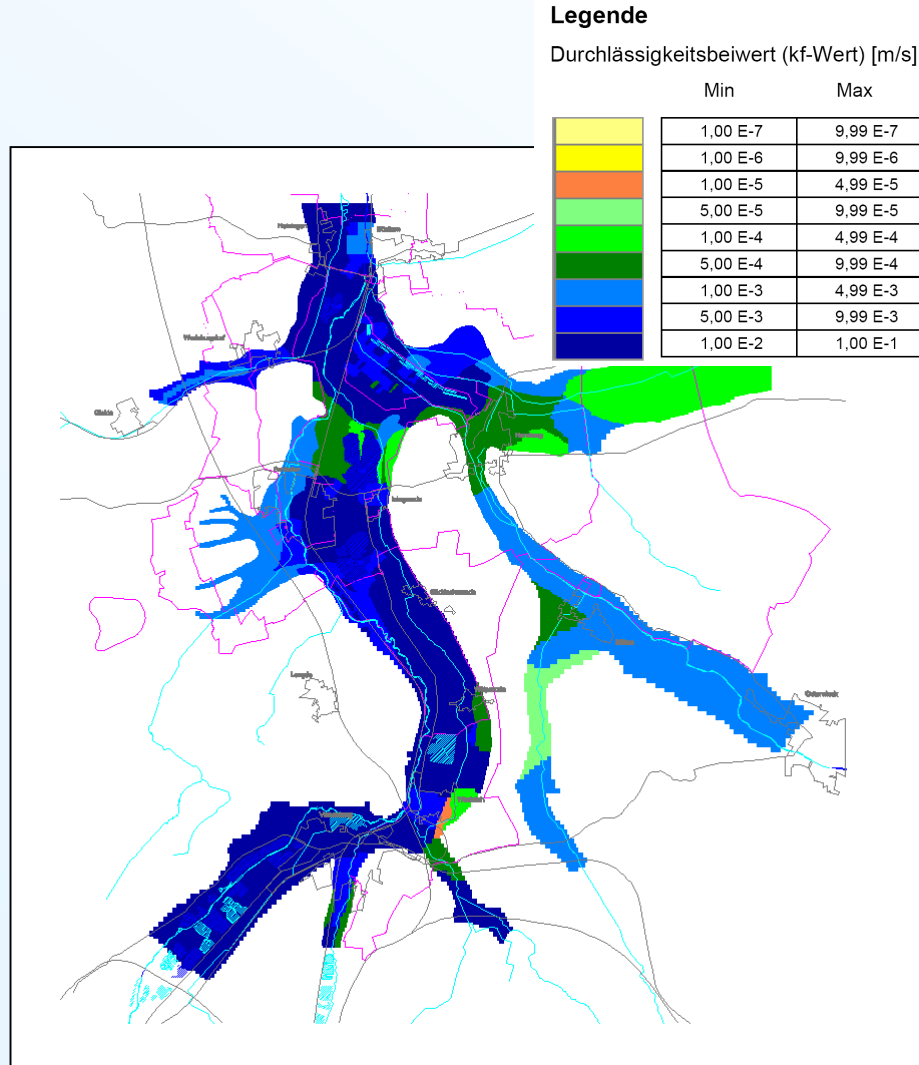 Legende
Durchlässigkeitsbeiwert (kf-Wert) [m/s]
Min Max
1,00 E-7 9,99 E-7
1,00 E-6 9,99 E-6
1,00 E-5 4,99 E-5
5,00 E-5 9,99 E-5
1,00 E-4 4,99 E-4
5,00 E-4 9,99 E-4
1,00 E-3 4,99 E-3
5,00 E-3 9,99 E-3
1,00 E-2 1,00 E-1
Osterwieck